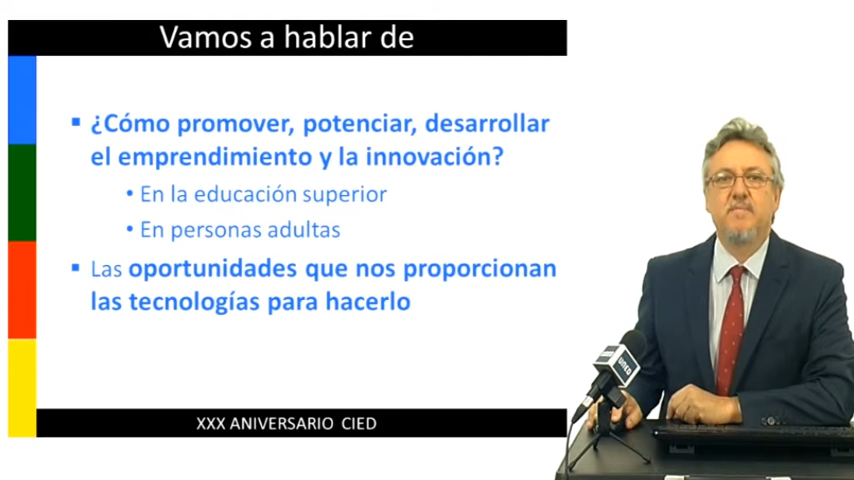 Vamos a hablar de
¿Cómo promover, potenciar, desarrollar
el emprendimiento y la innovación?
En la educación superior
En personas adultas
Las oportunidades que nos proporcionan
las tecnologías para hacerlo
XXX ANIVERSARIO CIED
UNED